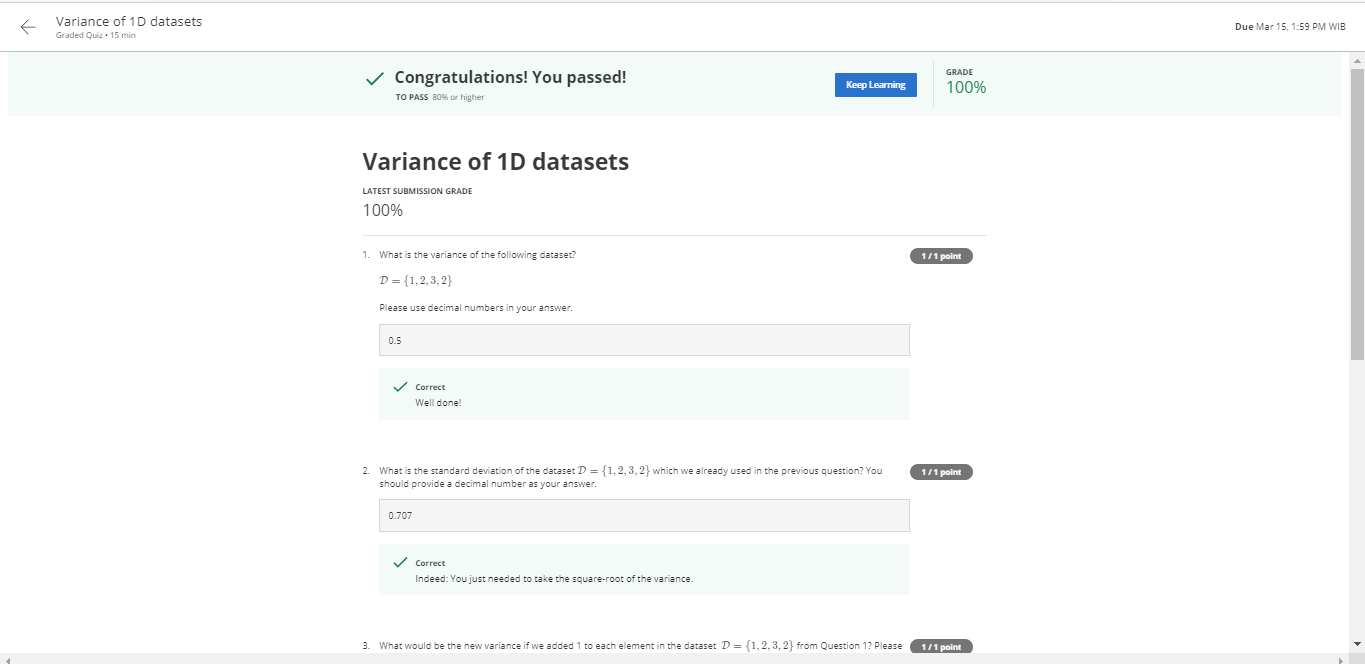 Variance of 1D datasets
Graded Quiz • 15 min
Due Mar 15, 1:59 PM WIB
Congratulations! You passed!
TO PASS 80% or higher
Keep Learning
GRADE
100%
Variance of 1D datasets
LATEST SUBMISSION GRADE
100%
1. What is the variance of the following dataset?
1 / 1 point
𝒟 = {1, 2, 3, 2}
Please use decimal numbers in your answer.
0.5
Correct
Well done!
2. What is the standard deviation of the dataset 𝒟 = {1, 2, 3, 2} which we already used in the previous question? You
1 / 1 point
should provide a decimal number as your answer.
0.707
Correct
Indeed: You just needed to take the square-root of the variance.
3. What would be the new variance if we added 1 to each element in the dataset 𝒟 = {1, 2, 3, 2} from Question 1? Please
1 / 1 point